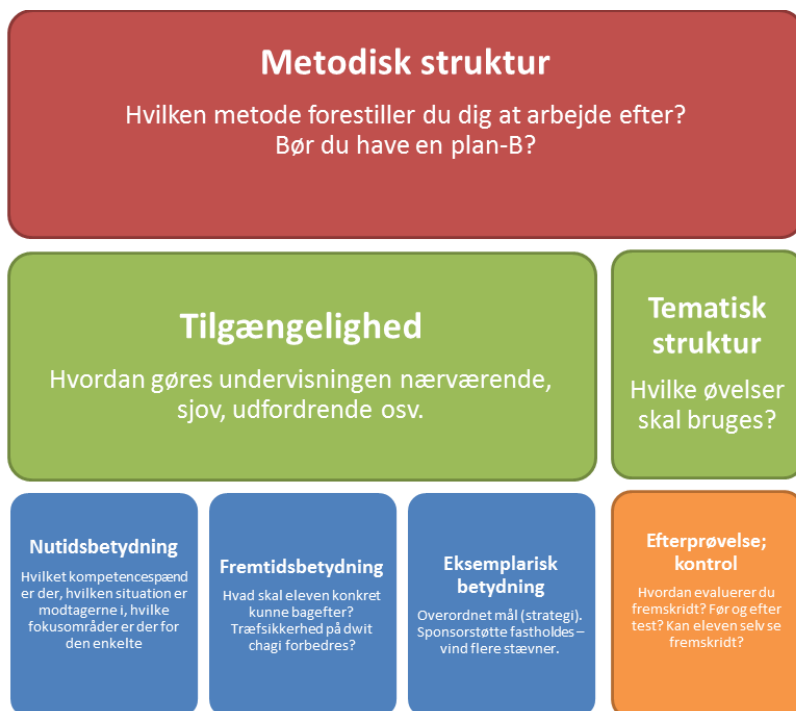 Metodisk struktur
Hvilken metode forestiller du dig at arbejde efter?
Bør du have en plan-B?
Tilgængelighed
Hvordan gøres undervisningen nærværende,
sjov, udfordrende osv.
Tematisk
struktur
Hvilke øvelser
skal bruges?
Nutidsbetydning
Hvilket kompetencespænd
er der, hvilken situation er
modtagerne i, hvilke
fokusområder er der for
den enkelte
Fremtidsbetydning
Hvad skal eleven konkret
kunne bagefter?
Træfsikkerhed på dwit
chagi forbedres?
Eksemplarisk
betydning
Overordnet mål (strategi).
Sponsorstøtte fastholdes –
vind flere stævner.
Efterprøvelse;
kontrol
Hvordan evaluerer du
fremskridt? Før og efter
test? Kan eleven selv se
fremskridt?